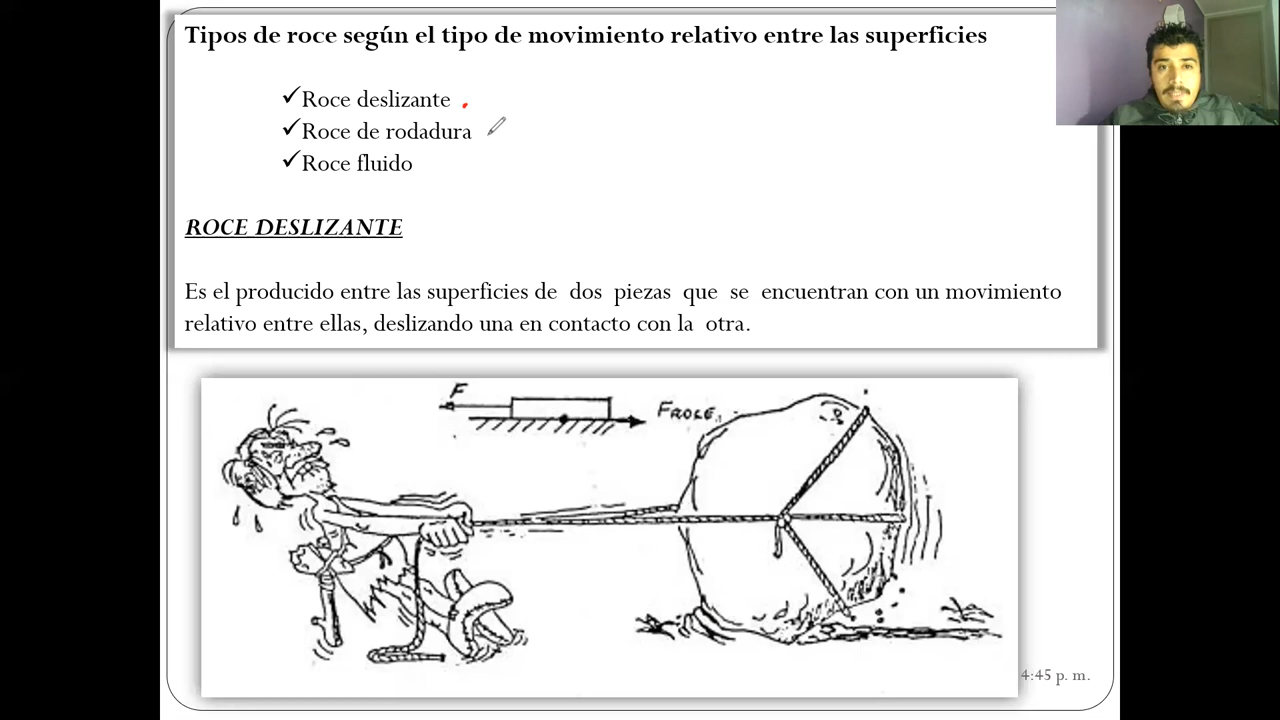 Tipos de roce según el tipo de movimiento relativo entre las superficies
Roce deslizante
Roce de rodadura
Roce fluido
ROCE DESLIZANTE
Es el producido entre las superficies de dos piezas que se encuentran con un movimiento
relativo entre ellas, deslizando una en contacto con la otra.
F
FROCE
4:45 p. m.